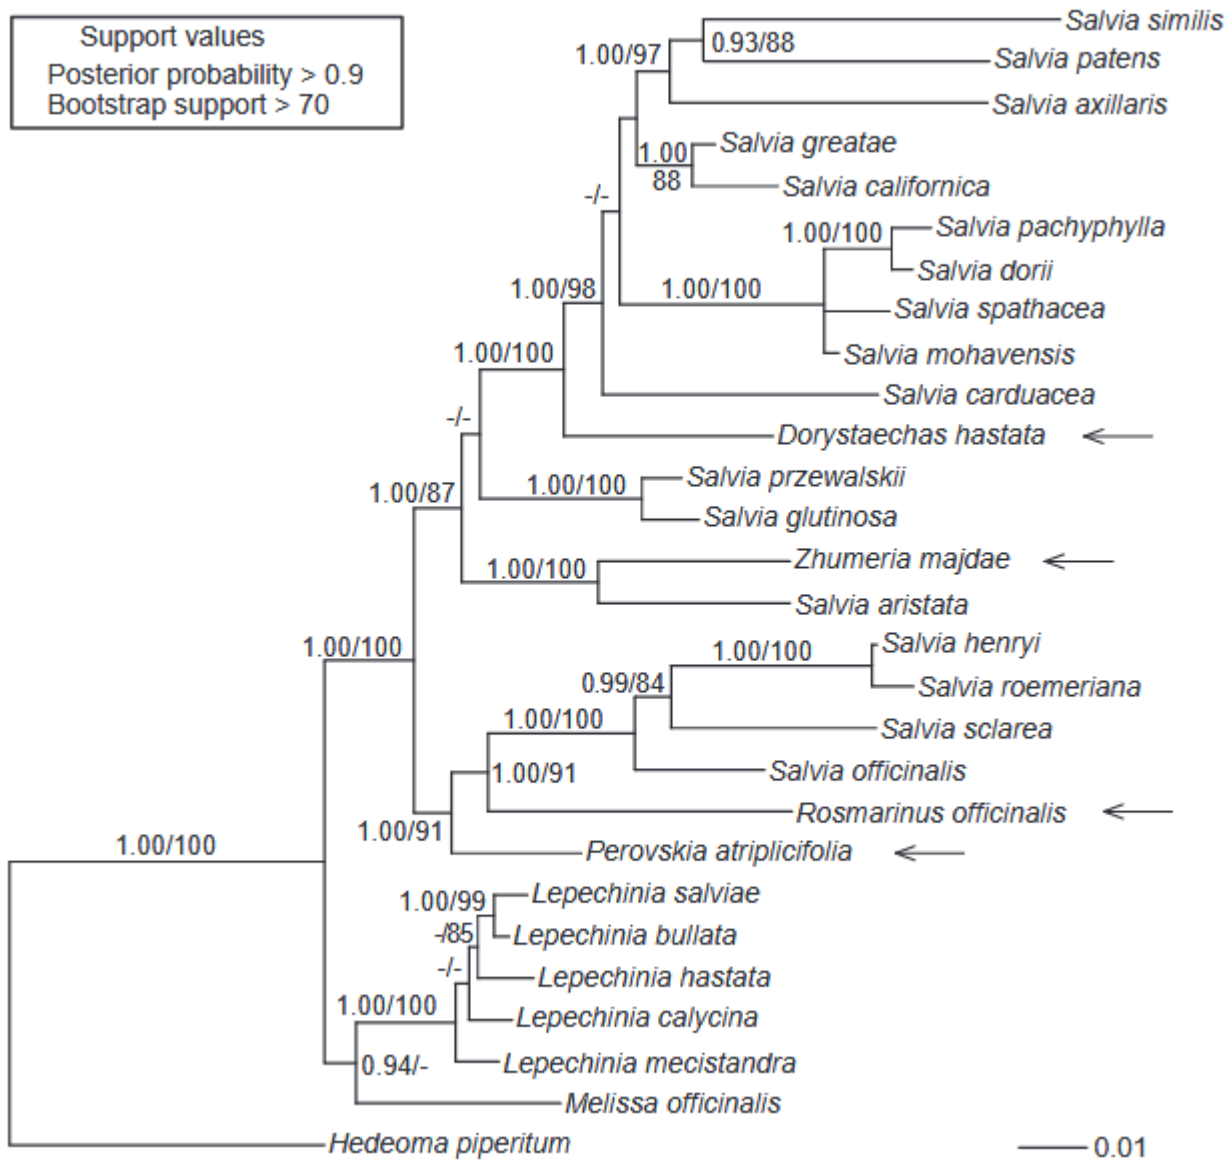 Support values
Posterior probability > 0.9
Bootstrap support > 70
Salvia similis
0.93/88
1.00/97
Salvia patens
Salvia axillaris
Salvia greatae
1.00
88
Salvia californica
-/-
Salvia pachyphylla
1.00/100
Salvia dorii
1.00/98
1.00/100
Salvia spathacea
Salvia mohavensis
1.00/100
Salvia carduacea
-/-
Dorystaechas hastata
Salvia przewalskii
1.00/87
1.00/100
Salvia glutinosa
Zhumeria majdae
1.00/100
Salvia aristata
1.00/100
Salvia henryi
1.00/100
0.99/84
Salvia roemeriana
1.00/100
Salvia sclarea
1.00/91
Salvia officinalis
Rosmarinus officinalis
1.00/91
1.00/100
Perovskia atriplicifolia
Lepechinia salviae
1.00/99
-/85
Lepechinia bullata
-/-
Lepechinia hastata
1.00/100
Lepechinia calycina
0.94/-
Lepechinia mecistandra
Melissa officinalis
Hedeoma piperitum
0.01